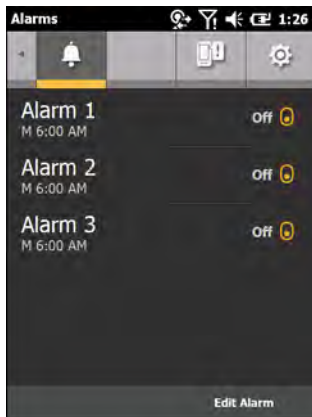 Alarms 1:26
Alarm 1 Off
M 6:00 AM
Alarm 2 Off
M 6:00 AM
Alarm 3 Off
M 6:00 AM
Edit Alarm